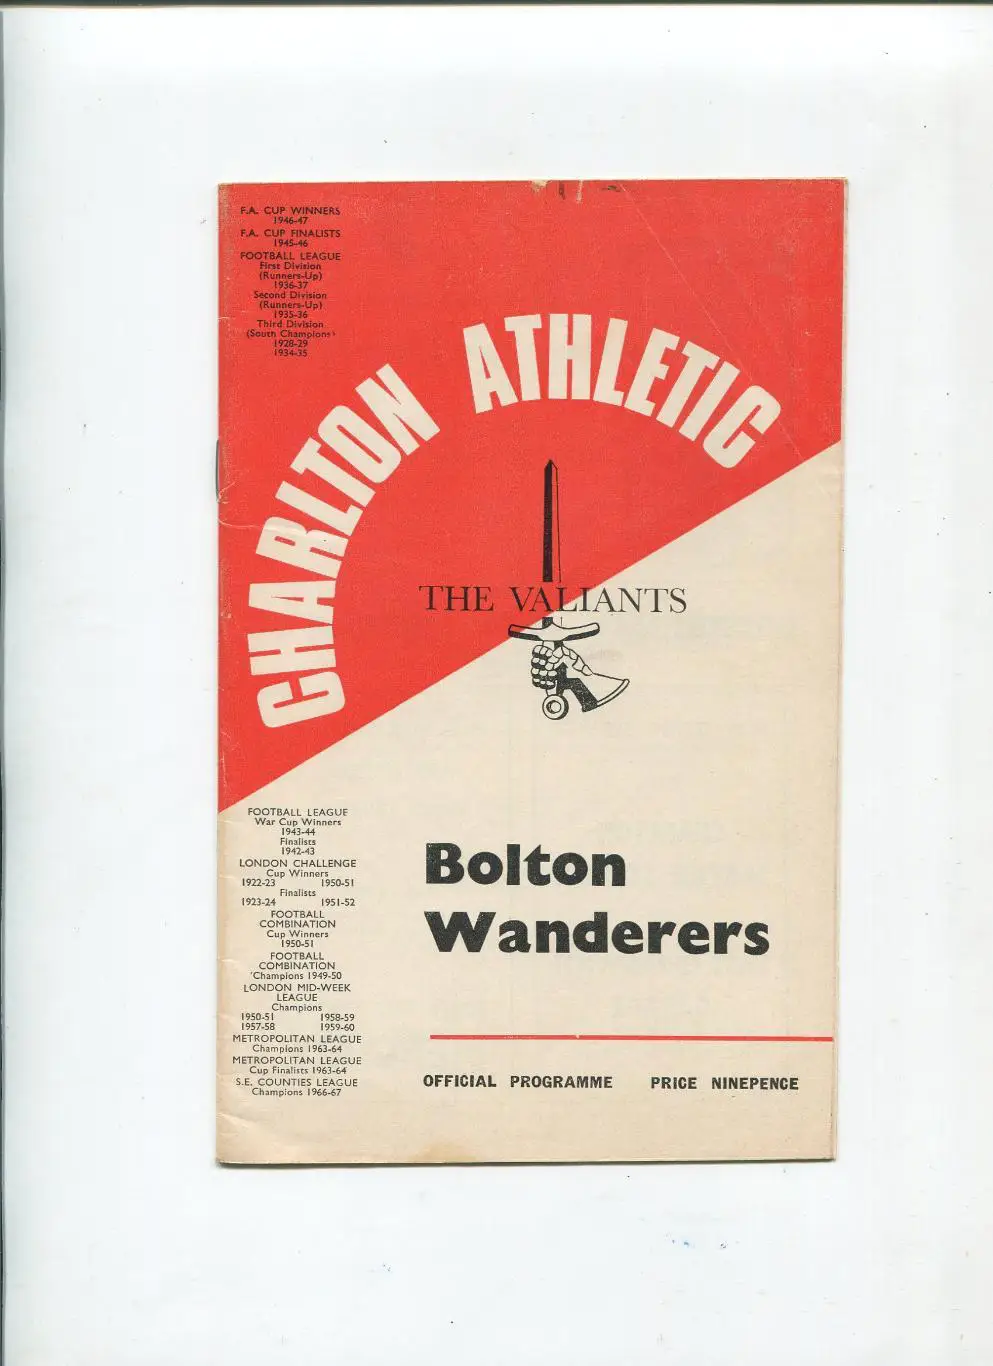 F.A. CUP WINNERS
1946-47
F.A. CUP FINALISTS
1945-46
FOOTBALL LEAGUE
First Division
(Runners-Up)
1936-37
Second Division
(Runners-Up)
1935-36
Third Division
(South Champions)
1928-29
1934-35
CHARLTON ATHLETIC
THE VALIANTS
FOOTBALL LEAGUE
War Cup Winners
1943-44
Finalists
1942-43
LONDON CHALLENGE
Cup Winners
1922-23 1950-51
Finalists
1923-24 1951-52
FOOTBALL
COMBINATION
Cup Winners
1950-51
FOOTBALL
COMBINATION
Champions 1949-50
LONDON MID-WEEK
LEAGUE
Champions
1950-51 1958-59
1957-58 1959-60
METROPOLITAN LEAGUE
Champions 1963-64
METROPOLITAN LEAGUE
Cup Finalists 1963-64
S.E. COUNTIES LEAGUE
Champions 1966-67
Bolton
Wanderers
OFFICIAL PROGRAMME PRICE NINEPENCE